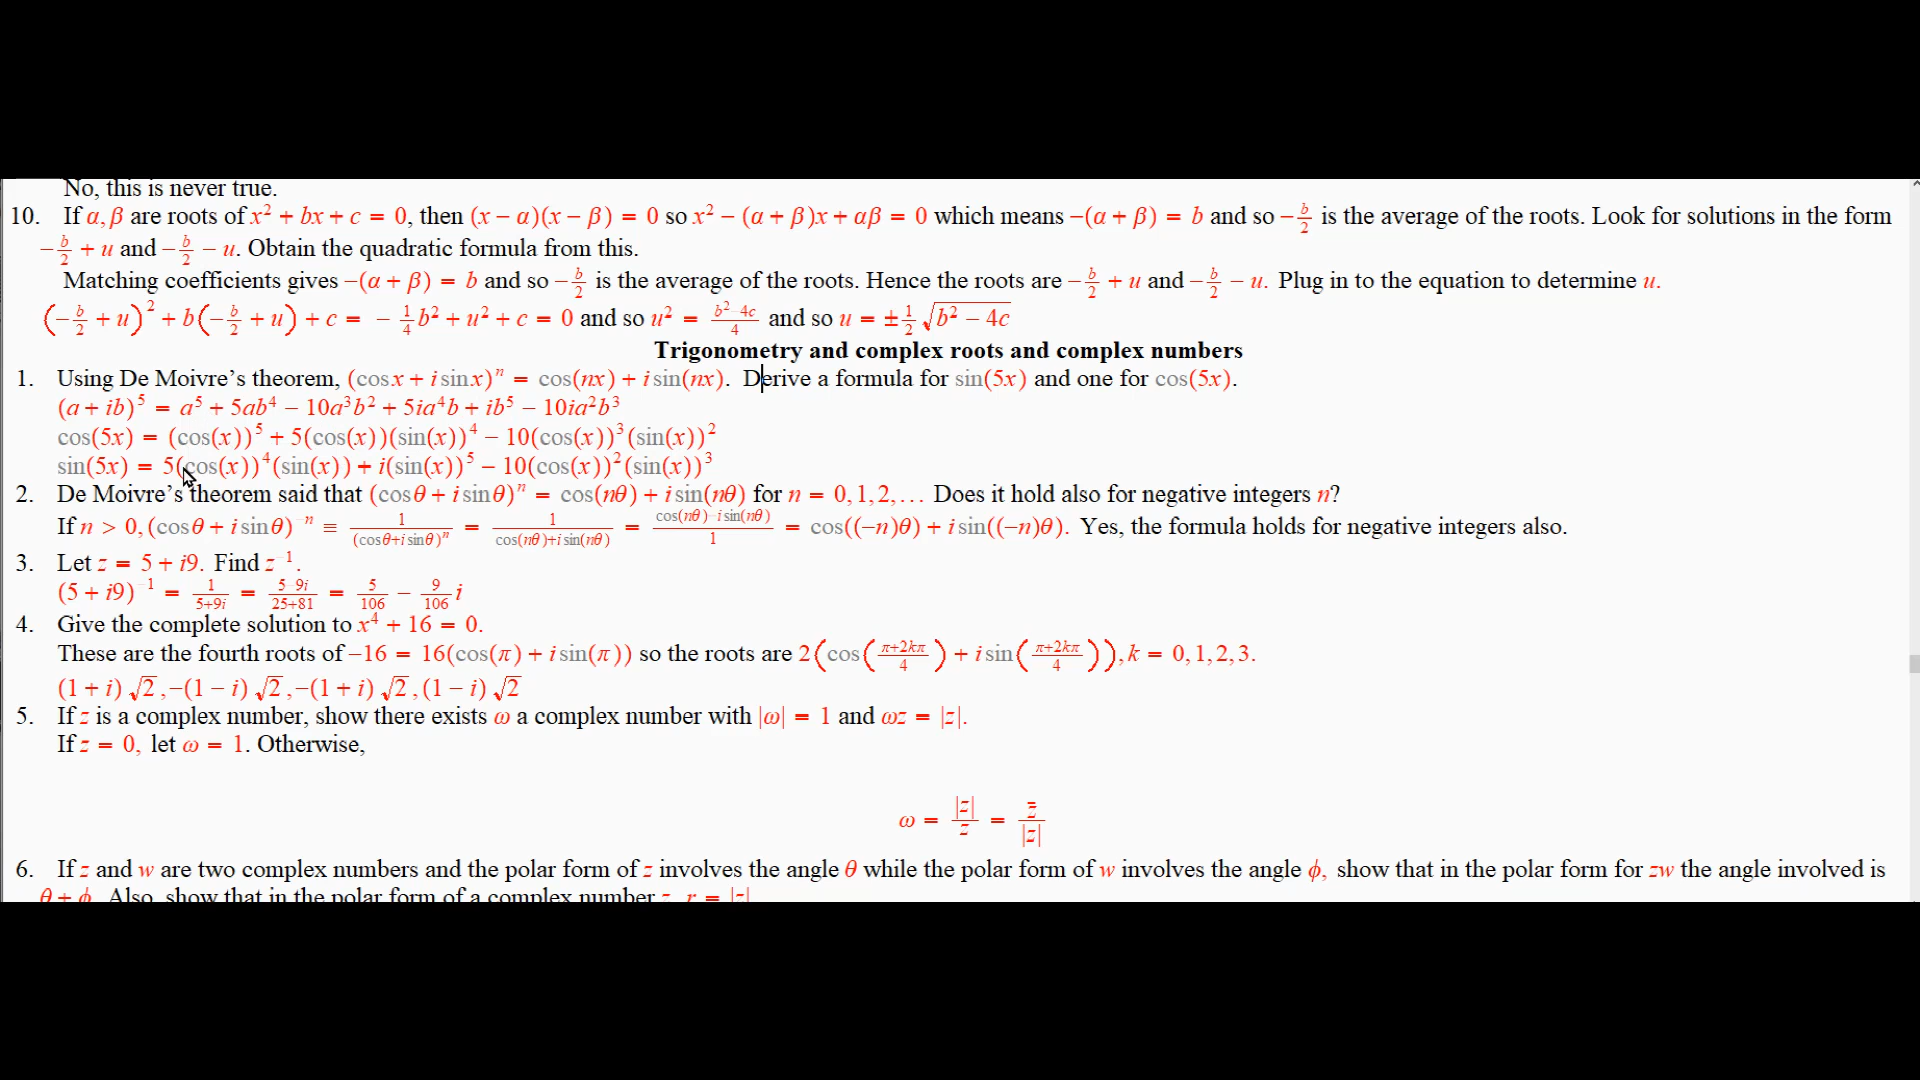 No, this is never true.
10. If α, β are roots of x² + bx + c = 0, then (x − α)(x − β) = 0 so x² − (α + β)x + αβ = 0 which means −(α + β) = b and so −b/2 is the average of the roots. Look for solutions in the form
−b/2 + u and −b/2 − u. Obtain the quadratic formula from this.
Matching coefficients gives −(α + β) = b and so −b/2 is the average of the roots. Hence the roots are −b/2 + u and −b/2 − u. Plug in to the equation to determine u.
(−b/2 + u)² + b(−b/2 + u) + c = −1/4 b² + u² + c = 0 and so u² = (b²−4c)/4 and so u = ±1/2 √(b² − 4c)
Trigonometry and complex roots and complex numbers
1. Using De Moivre's theorem, (cos x + i sin x)ⁿ = cos(nx) + i sin(nx). Derive a formula for sin(5x) and one for cos(5x).
(a + ib)⁵ = a⁵ + 5ab⁴ − 10a³b² + 5ia⁴b + ib⁵ − 10ia²b³
cos(5x) = (cos(x))⁵ + 5(cos(x))(sin(x))⁴ − 10(cos(x))³(sin(x))²
sin(5x) = 5(cos(x))⁴(sin(x)) + i(sin(x))⁵ − 10(cos(x))²(sin(x))³
2. De Moivre's theorem said that (cos θ + i sin θ)ⁿ = cos(nθ) + i sin(nθ) for n = 0, 1, 2, … Does it hold also for negative integers n?
If n > 0, (cos θ + i sin θ)⁻ⁿ ≡ 1/(cos θ+i sin θ)ⁿ = 1/(cos(nθ)+i sin(nθ)) = (cos(nθ)−i sin(nθ))/1 = cos((−n)θ) + i sin((−n)θ). Yes, the formula holds for negative integers also.
3. Let z = 5 + i9. Find z⁻¹.
(5 + i9)⁻¹ = 1/(5+9i) = (5−9i)/(25+81) = 5/106 − 9/106 i
4. Give the complete solution to x⁴ + 16 = 0.
These are the fourth roots of −16 = 16(cos(π) + i sin(π)) so the roots are 2(cos((π+2kπ)/4) + i sin((π+2kπ)/4)), k = 0, 1, 2, 3.
(1 + i)√2, −(1 − i)√2, −(1 + i)√2, (1 − i)√2
5. If z is a complex number, show there exists ω a complex number with |ω| = 1 and ωz = |z|.
If z = 0, let ω = 1. Otherwise,
ω = |z|/z = z̄/|z|
6. If z and w are two complex numbers and the polar form of z involves the angle θ while the polar form of w involves the angle ϕ, show that in the polar form for zw the angle involved is
θ + ϕ. Also, show that in the polar form of a complex number z, r = |z|.